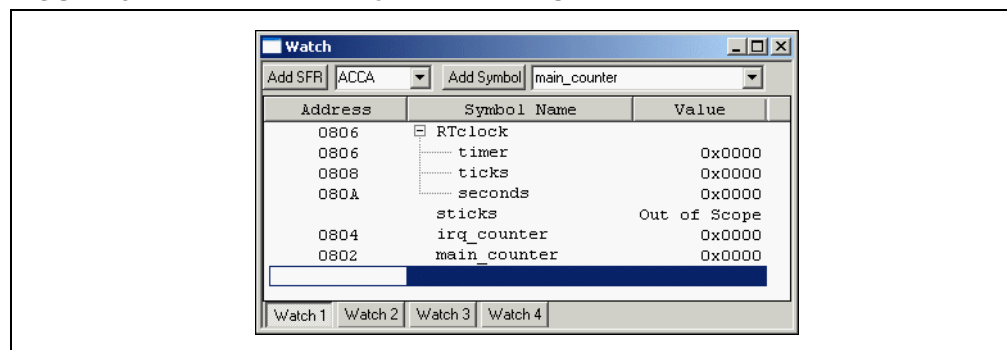 Watch
Add SFR ACCA Add Symbol main_counter
Address Symbol Name Value
0806 RTclock
0806 timer 0x0000
0808 ticks 0x0000
080A seconds 0x0000
sticks Out of Scope
0804 irq_counter 0x0000
0802 main_counter 0x0000
Watch 1 Watch 2 Watch 3 Watch 4